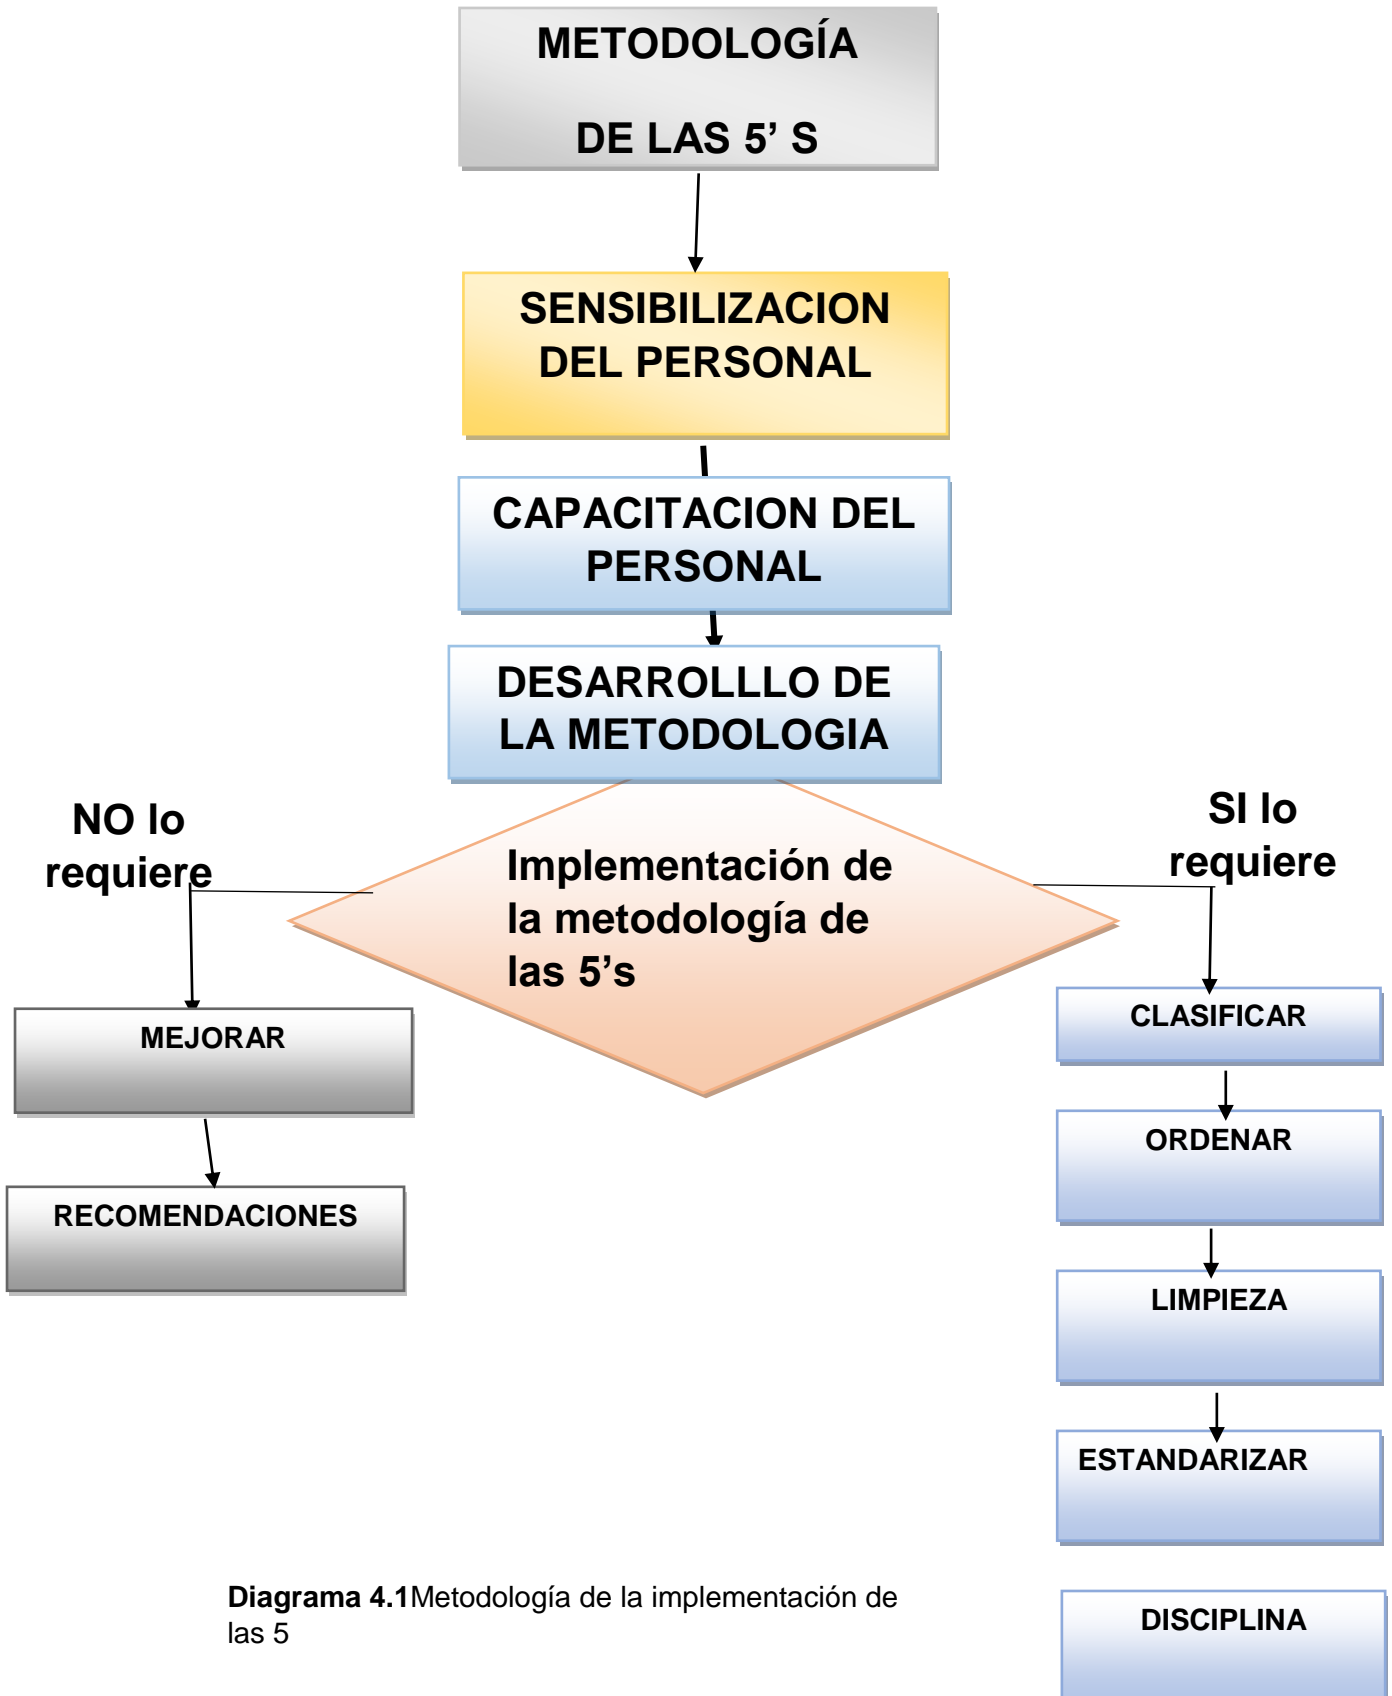 METODOLOGÍA
DE LAS 5’ S
SENSIBILIZACION
DEL PERSONAL
CAPACITACION DEL
PERSONAL
DESARROLLLO DE
LA METODOLOGIA
NO lo
requiere
SI lo
requiere
Implementación de
la metodología de
las 5’s
MEJORAR
RECOMENDACIONES
CLASIFICAR
ORDENAR
LIMPIEZA
ESTANDARIZAR
DISCIPLINA
Diagrama 4.1Metodología de la implementación de
las 5